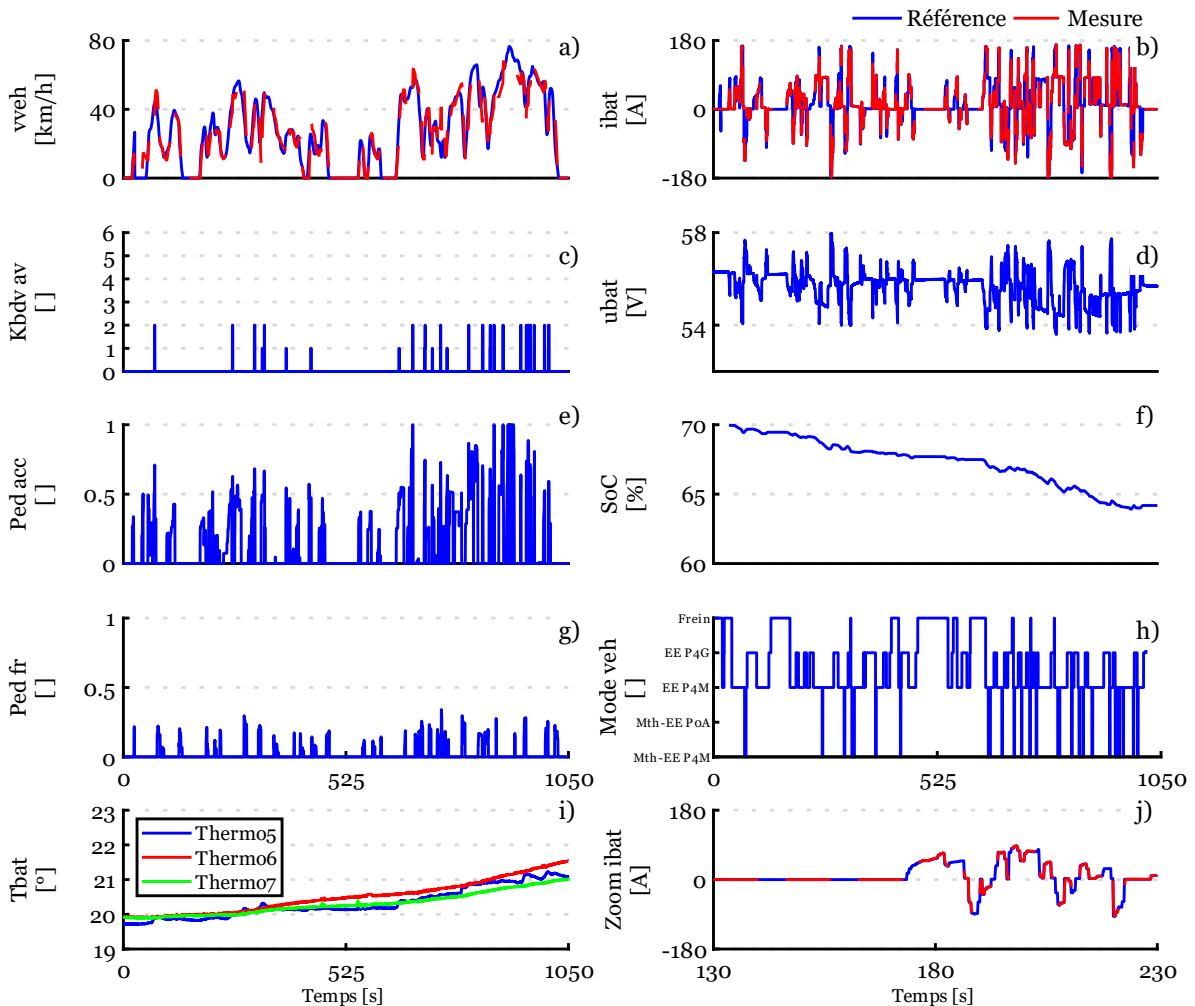 Référence Mesure
80
40
0
vveh
[km/h]
a)
180
0
-180
ibat
[A]
b)
6
5
4
3
2
1
0
Kbdv av
[ ]
c)
58
54
ubat
[V]
d)
1
0.5
0
Ped acc
[ ]
e)
70
65
60
SoC
[%]
f)
1
0.5
0
Ped fr
[ ]
g)
0 525 1050
Frein
EE P4G
EE P4M
Mth-EE P0A
Mth-EE P4M
Mode veh
[ ]
h)
0 525 1050
23
22
21
20
19
Tbat
[°]
i)
Thermo5
Thermo6
Thermo7
0 525 1050
Temps [s]
180
0
-180
Zoom ibat
[A]
j)
130 180 230
Temps [s]